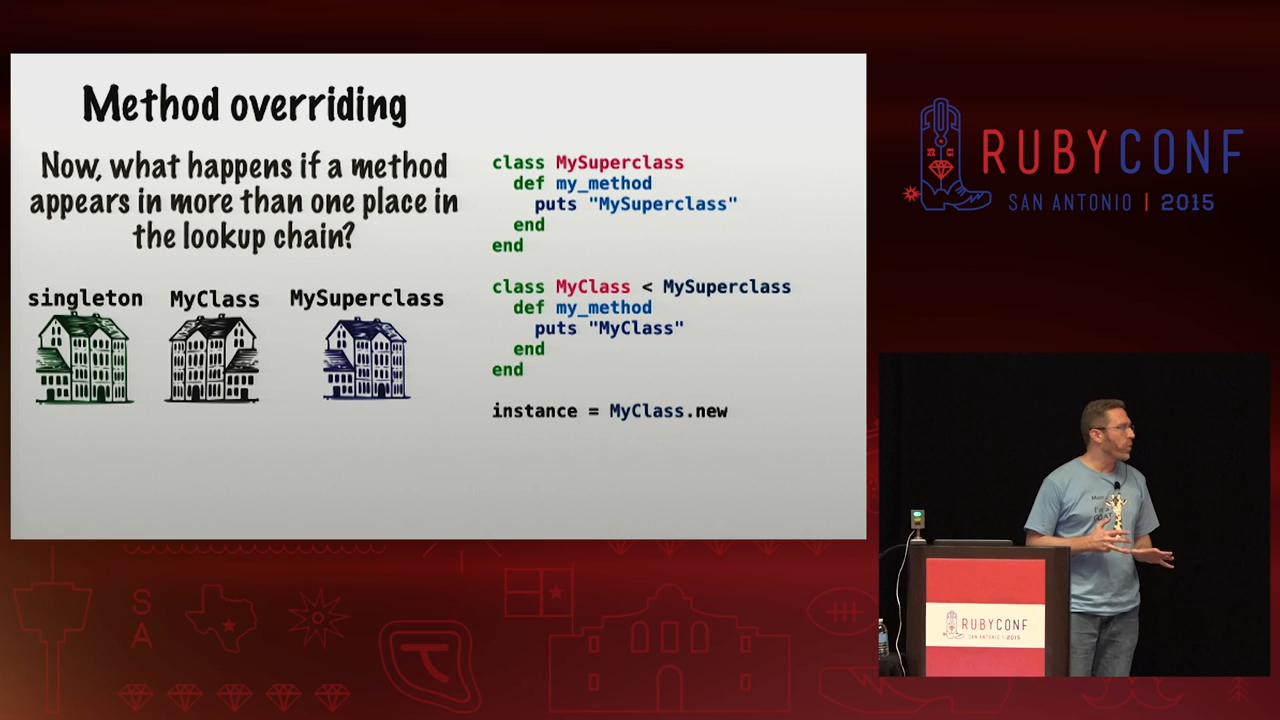 Method overriding
Now, what happens if a method
appears in more than one place in
the lookup chain?
singleton MyClass MySuperclass
class MySuperclass
  def my_method
    puts "MySuperclass"
  end
end
class MyClass < MySuperclass
  def my_method
    puts "MyClass"
  end
end
instance = MyClass.new
RUBYCONF
SAN ANTONIO | 2015
S
A
RUBYCONF
SAN ANTONIO | 2015